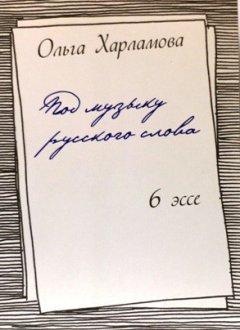 Ольга Харламова
Под музыку
русского слова
6 эссе